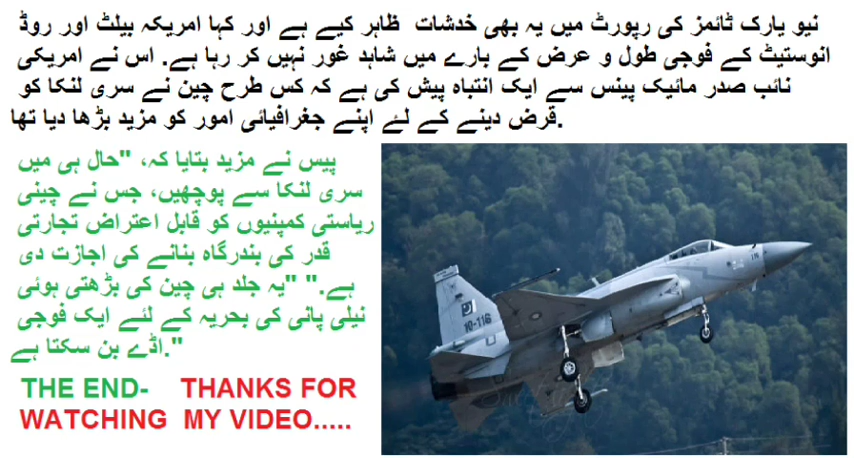 نیو یارک ٹائمز کی رپورٹ میں یہ بھی خدشات ظاہر کیے ہے اور کہا امریکہ بیلٹ اور روڈ
انوسٹیٹ کے فوجی طول و عرض کے بارے میں شاہد غور نہیں کر رہا ہے. اس نے امریکی
نائب صدر مائیک پینس سے ایک انتباہ پیش کی ہے کہ کس طرح چین نے سری لنکا کو
قرض دینے کے لۓ اپنے جغرافیائی امور کو مزید بڑھا دیا تھا.
پیس نے مزید بتایا کہ، "حال ہی میں
سری لنکا سے پوچھیں، جس نے چینی
ریاستی کمپنیوں کو قابل اعتراض تجارتی
قدر کی بندرگاہ بنانے کی اجازت دی
ہے." "یہ جلد ہی چین کی بڑھتی ہوئی
نیلی پانی کی بحریہ کے لئے ایک فوجی
اڈے بن سکتا ہے."
THE END- THANKS FOR
WATCHING MY VIDEO.....
10-116